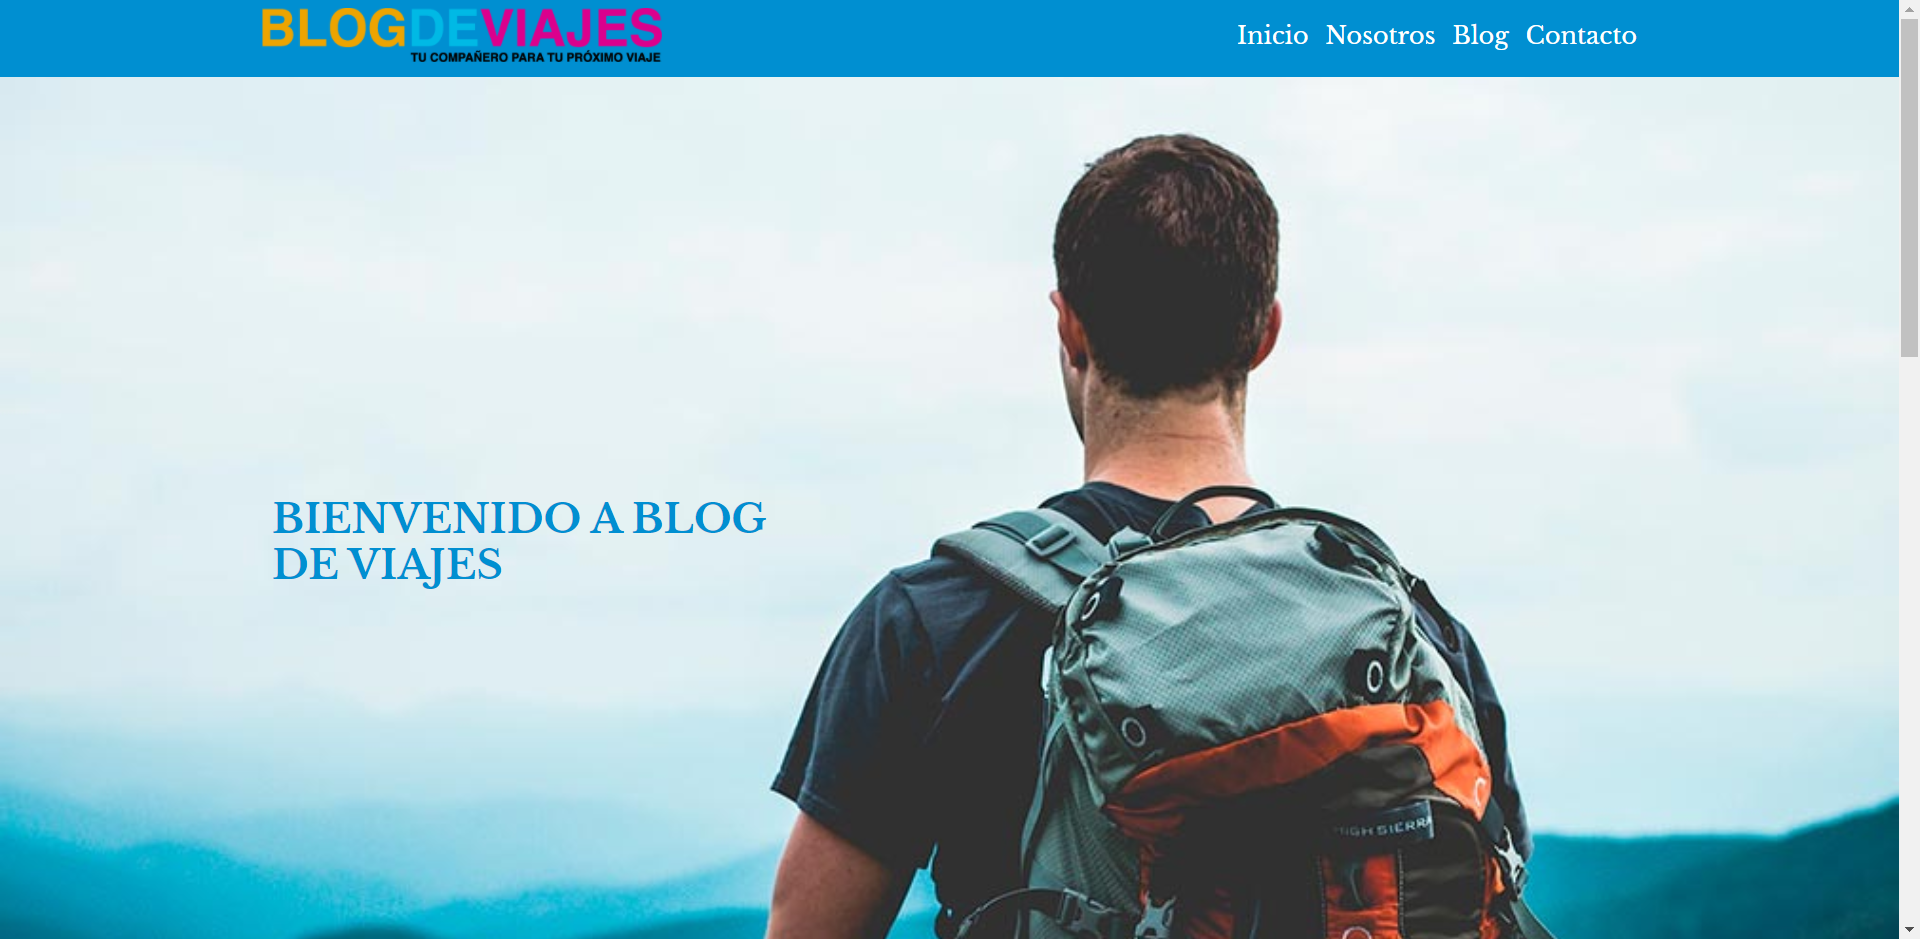 BLOGDEVIAJES
TU COMPAÑERO PARA TU PRÓXIMO VIAJE
Inicio Nosotros Blog Contacto
BIENVENIDO A BLOG
DE VIAJES
HIGH SIERRA